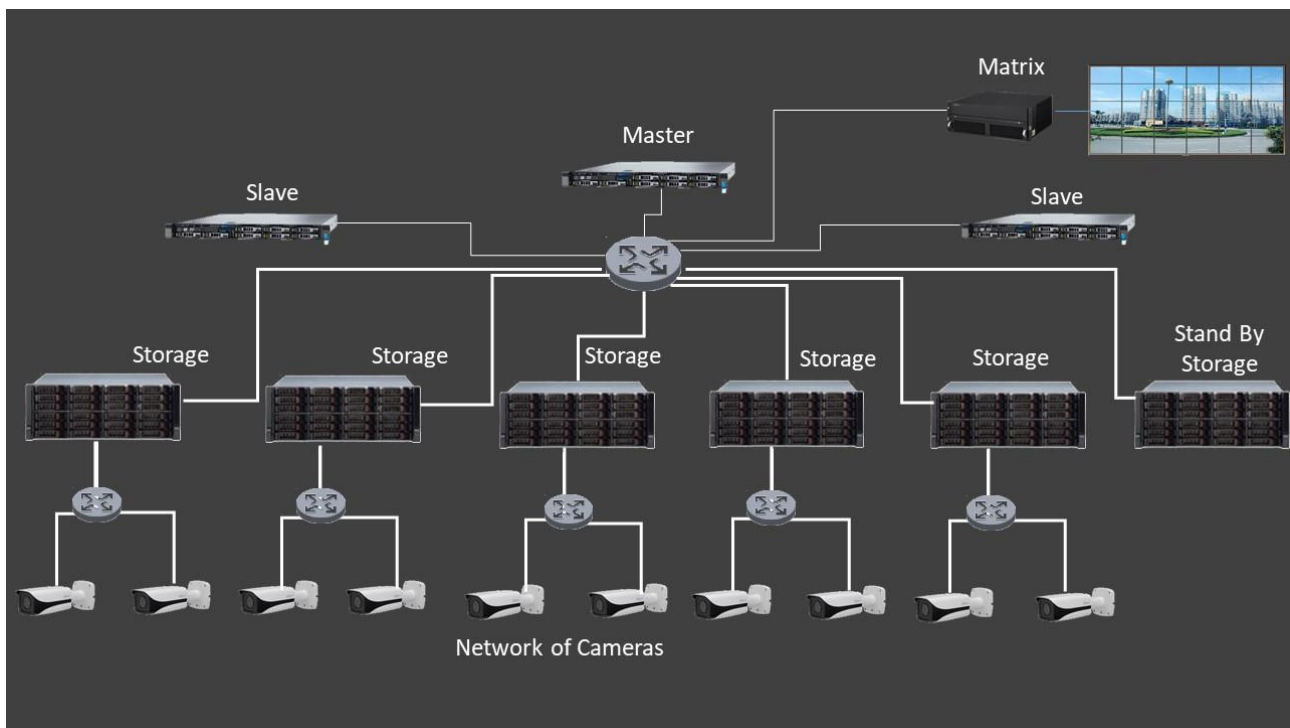 Matrix
Master
Slave
Slave
Storage
Storage
Storage
Storage
Storage
Stand By
Storage
Network of Cameras